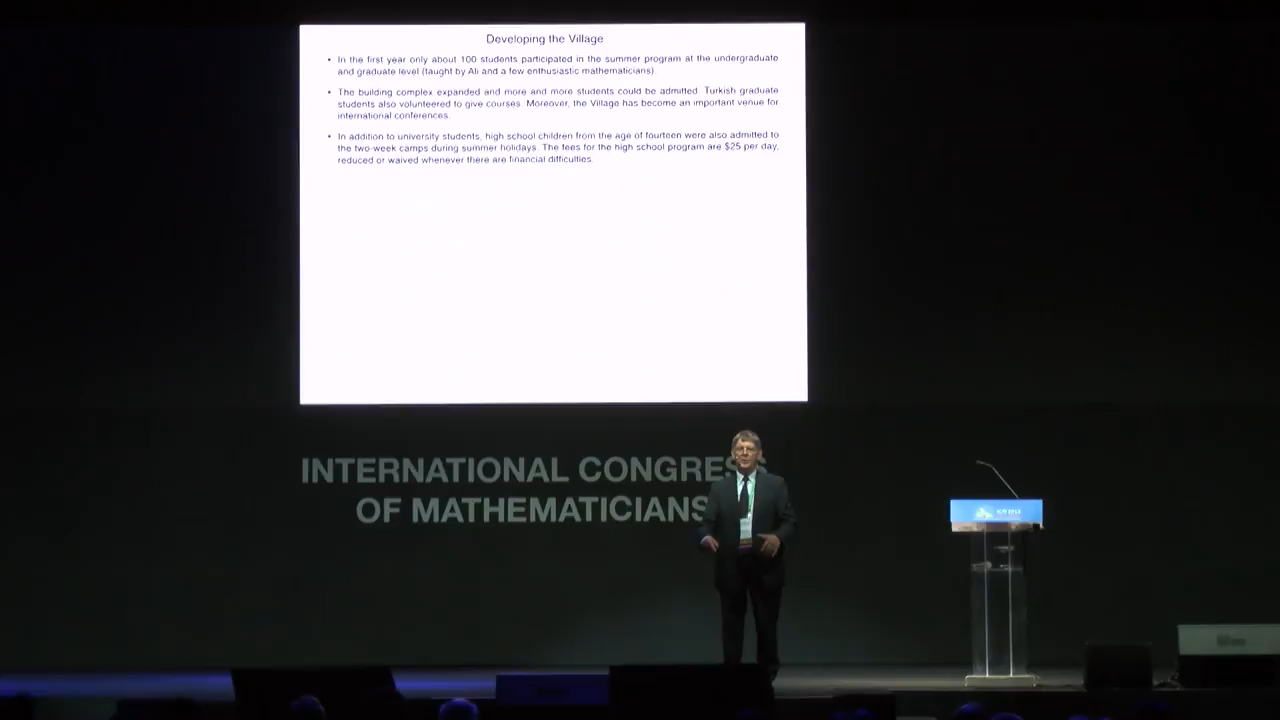 Developing the Village
• In the first year only about 100 students participated in the summer program at the undergraduate
and graduate level (taught by Ali and a few enthusiastic mathematicians).
• The building complex expanded and more and more students could be admitted. Turkish graduate
students also volunteered to give courses. Moreover, the Village has become an important venue for
international conferences.
• In addition to university students, high school children from the age of fourteen were also admitted to
the two-week camps during summer holidays. The fees for the high school program are $25 per day,
reduced or waived whenever there are financial difficulties.
INTERNATIONAL CONGRESS
OF MATHEMATICIANS